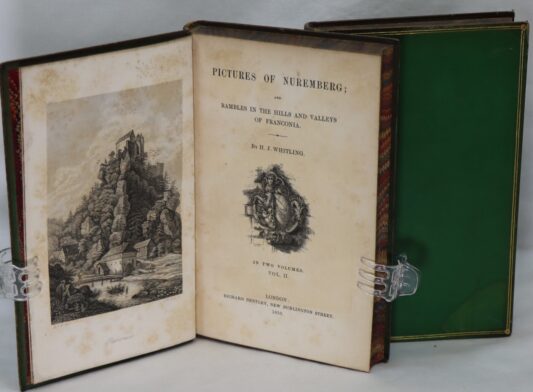 PICTURES OF NUREMBERG;
AND
RAMBLES IN THE HILLS AND VALLEYS
OF FRANCONIA.
BY H. J. WHITLING.
IN TWO VOLUMES.
VOL. II.
LONDON:
RICHARD BENTLEY, NEW BURLINGTON STREET.
1850.